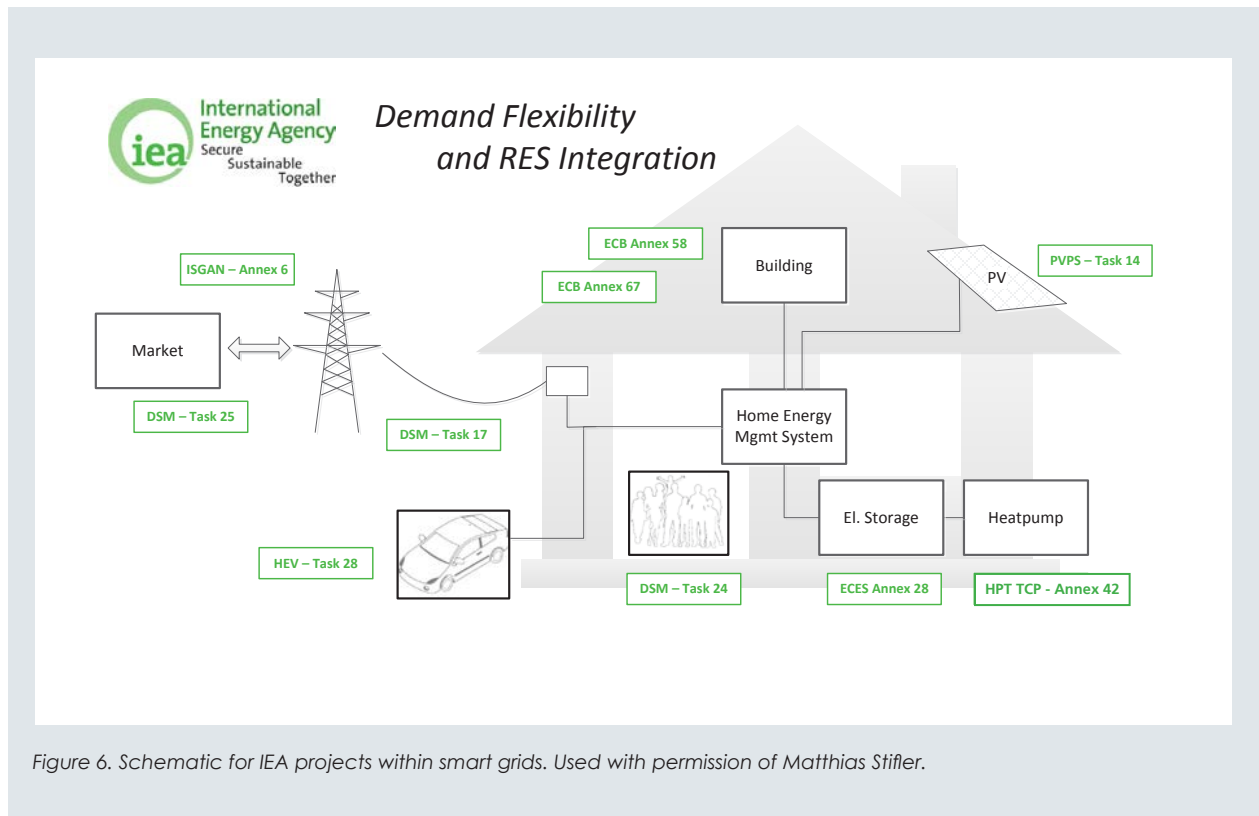 iea
International
Energy Agency
Secure
Sustainable
Together
Demand Flexibility
and RES Integration
ECB Annex 58
Building
PV
PVPS – Task 14
ISGAN – Annex 6
ECB Annex 67
Market
DSM – Task 25
DSM – Task 17
Home Energy
Mgmt System
El. Storage
Heatpump
HEV – Task 28
DSM – Task 24
ECES Annex 28
HPT TCP - Annex 42
Figure 6. Schematic for IEA projects within smart grids. Used with permission of Matthias Stifler.